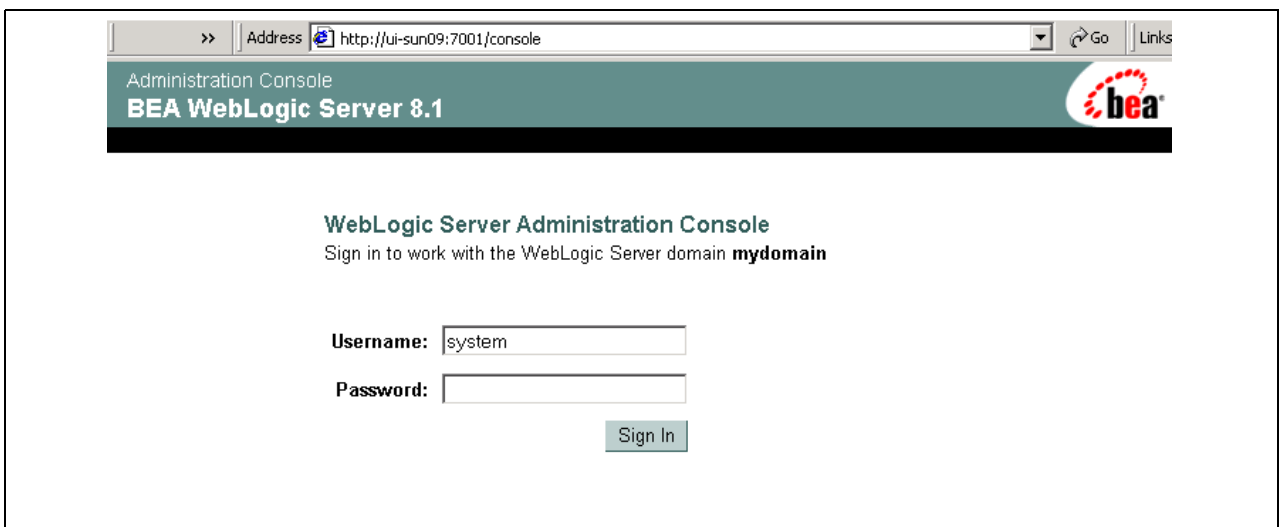 » Address http://ui-sun09:7001/console Go Links
Administration Console
BEA WebLogic Server 8.1
bea
WebLogic Server Administration Console
Sign in to work with the WebLogic Server domain mydomain
Username: system
Password:
Sign In